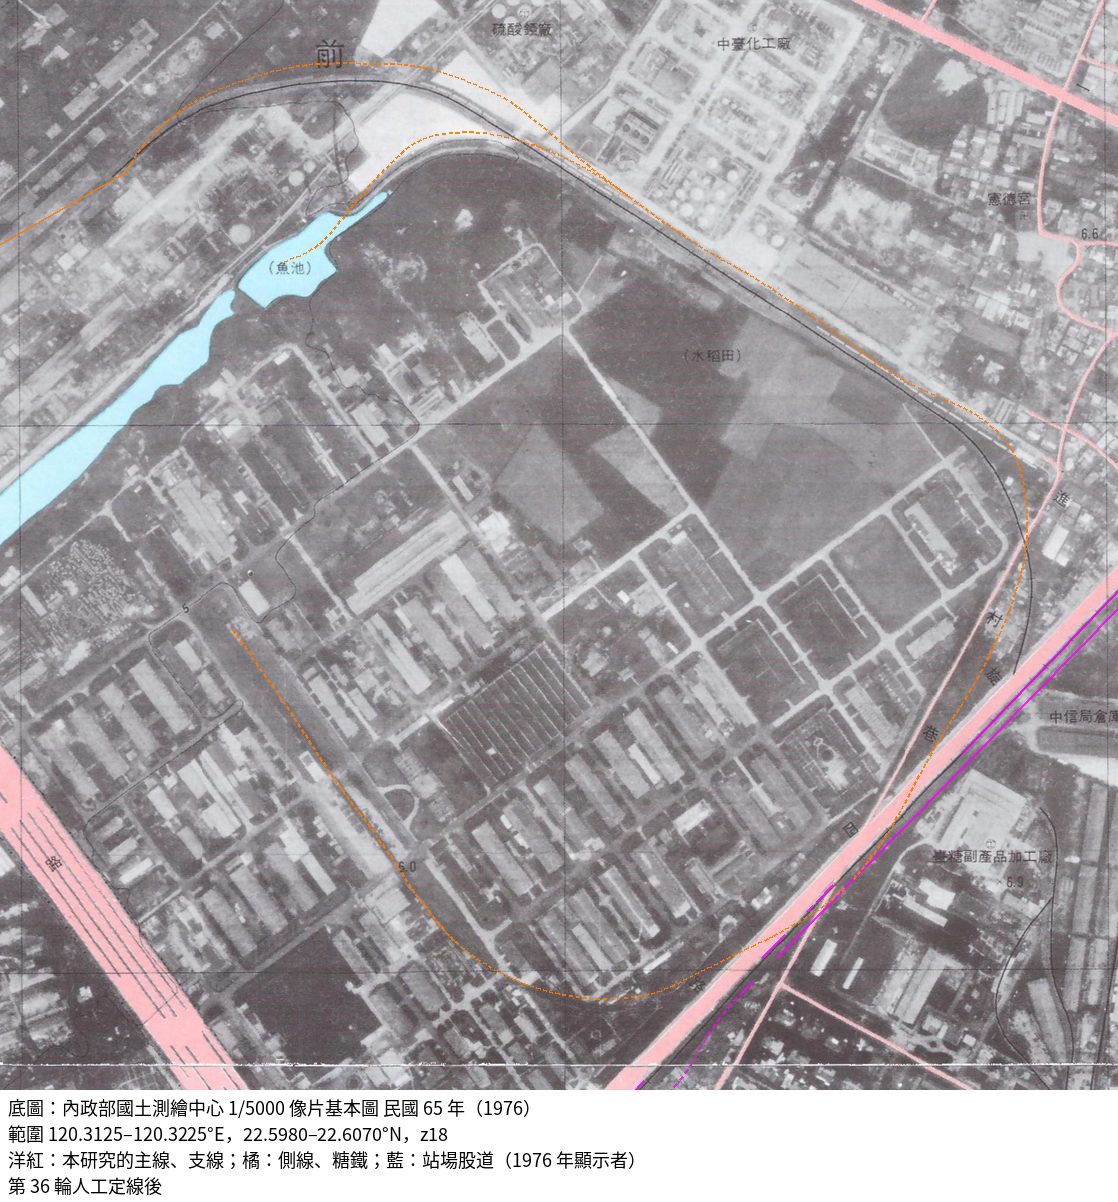 硫酸錏廠
中臺化工廠
前
憲德宮
6.6
(魚池)
(水稻田)
進
5
村
鎮
中信局倉庫
巷
四
路
6.0
臺糖副產品加工廠
6.9
底圖：內政部國土測繪中心 1/5000 像片基本圖 民國 65 年（1976）
範圍 120.3125–120.3225°E，22.5980–22.6070°N，z18
洋紅：本研究的主線、支線；橘：側線、糖鐵；藍：站場股道（1976 年顯示者）
第 36 輪人工定線後